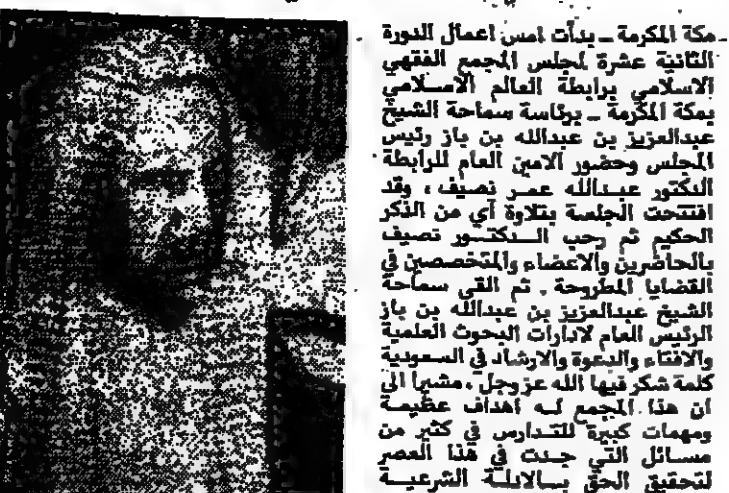 مكة المكرمة ـ بدأت امس اعمال الدورة
الثانية عشرة لمجلس المجمع الفقهي
الاسلامي برابطة العالم الاسلامي
بمكة المكرمة ـ برئاسة سماحة الشيخ
عبدالعزيز بن عبدالله بن باز رئيس
المجلس وحضور الامين العام للرابطة
الدكتور عبدالله عمر نصيف ، وقد
افتتحت الجلسة بتلاوة آي من الذكر
الحكيم ثم رحب الدكتور نصيف
بالحاضرين والاعضاء والمتخصصين في
القضايا المطروحة . ثم القى سماحة
الشيخ عبدالعزيز بن عبدالله بن باز
الرئيس العام لادارات البحوث العلمية
والافتاء والدعوة والارشاد في السعودية
كلمة شكر فيها الله عز وجل ، مشيرا الى
ان هذا المجمع له اهداف عظيمة
ومهمات كبيرة للتدارس في كثير من
مسائل التي جدت في هذا العصر
لتحقيق الحق بالادلة الشرعية